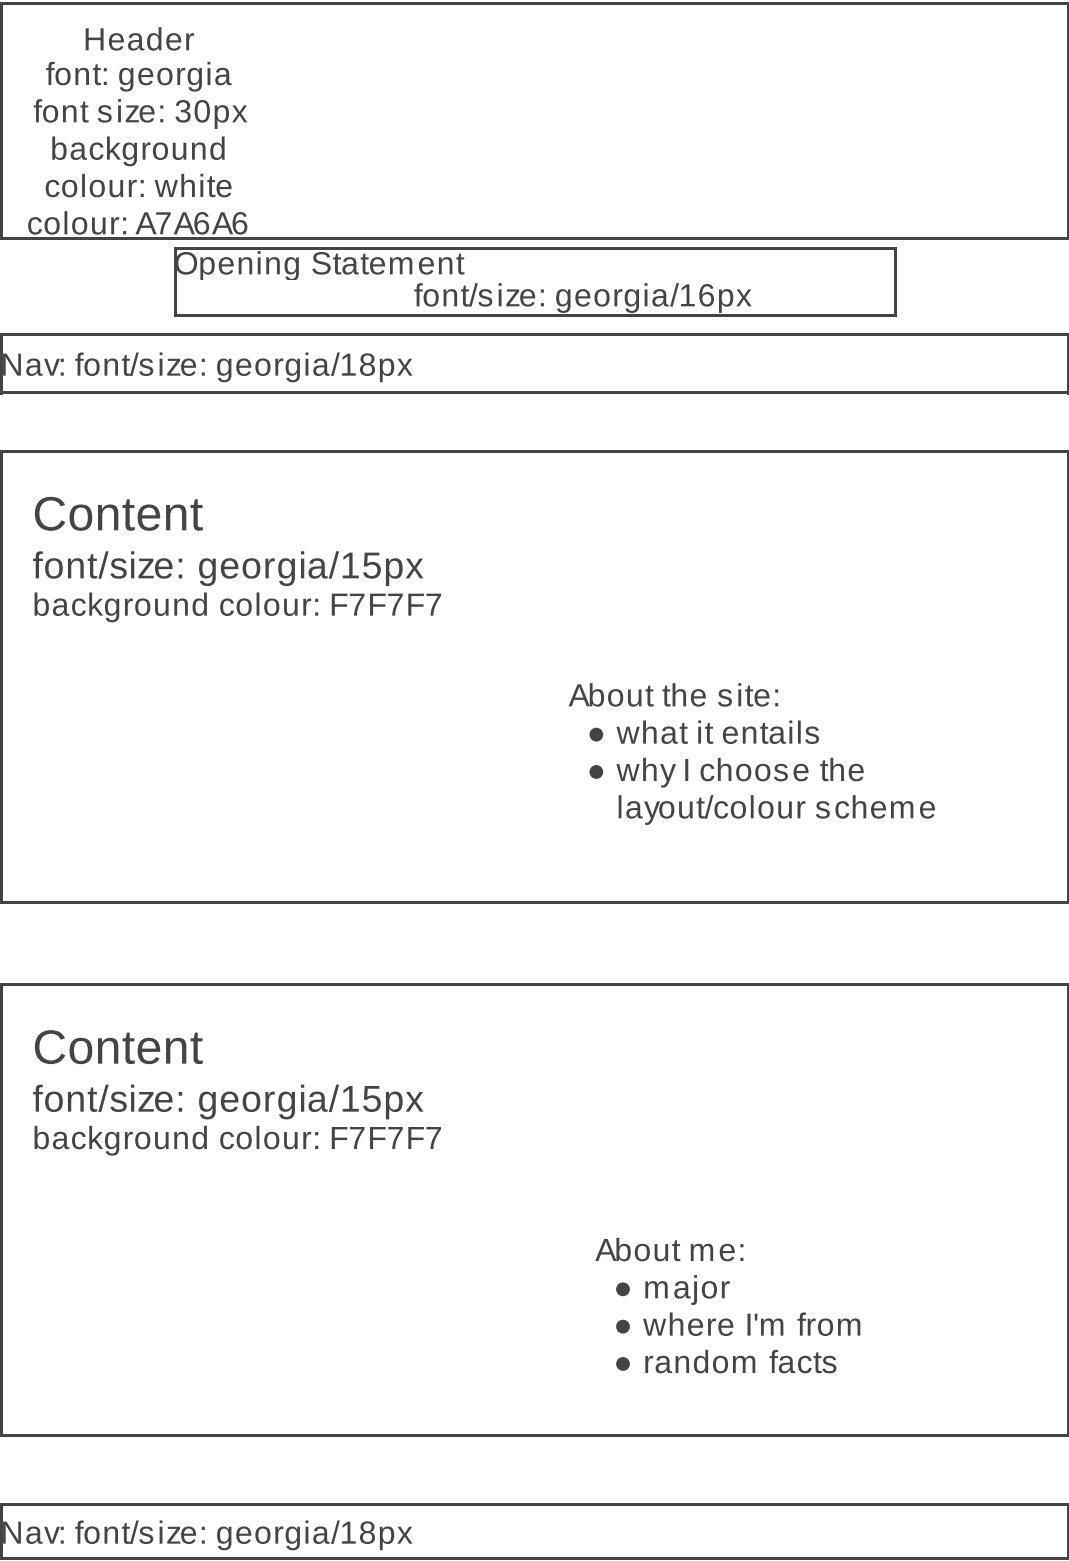 Header
font: georgia
font size: 30px
background
colour: white
colour: A7A6A6
Opening Statement
font/size: georgia/16px
Nav: font/size: georgia/18px
Content
font/size: georgia/15px
background colour: F7F7F7
About the site:
● what it entails
● why I choose the
layout/colour scheme
Content
font/size: georgia/15px
background colour: F7F7F7
About me:
● major
● where I'm from
● random facts
Nav: font/size: georgia/18px